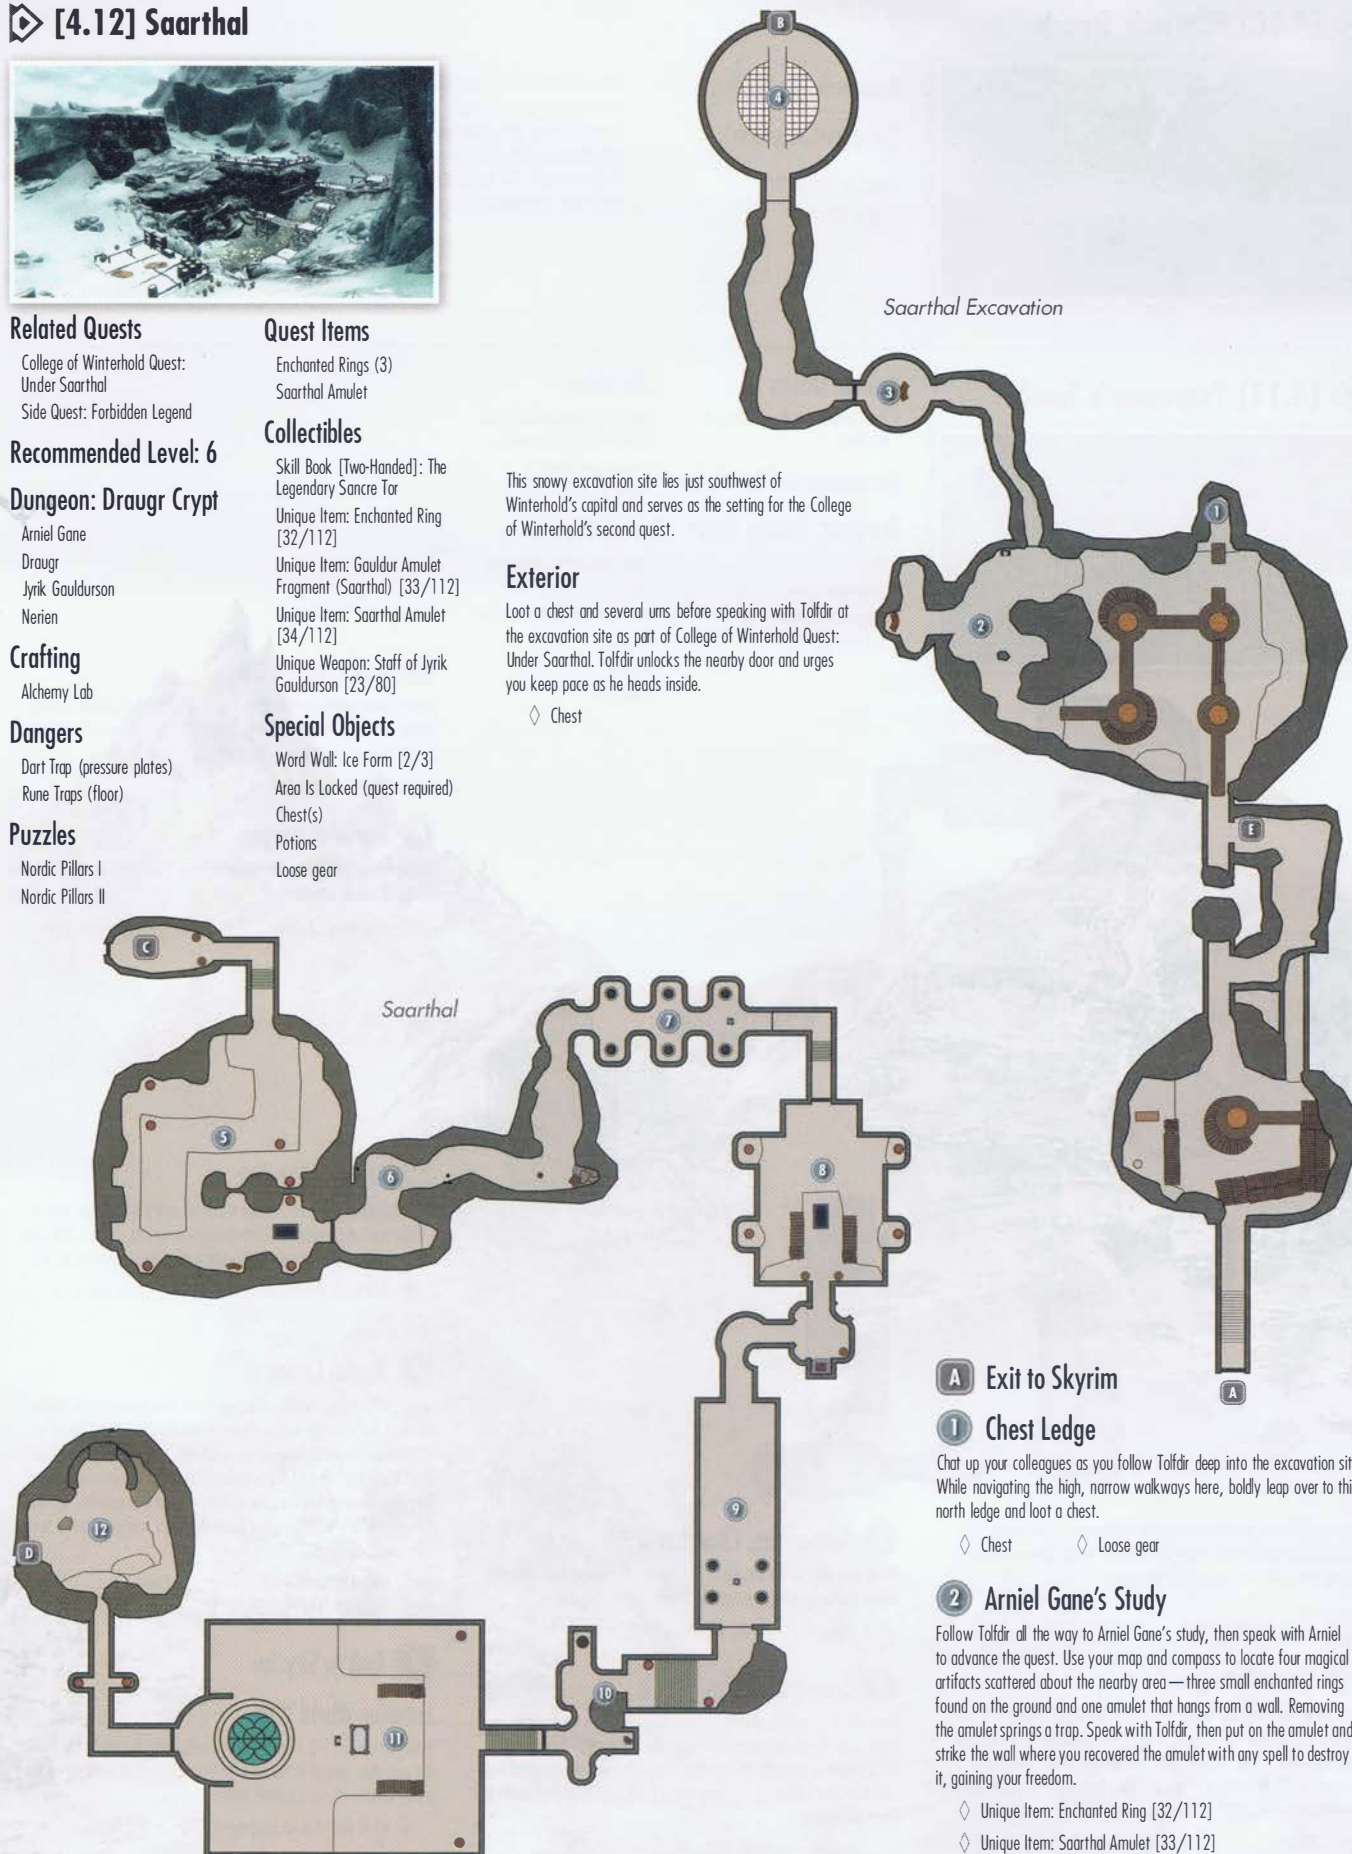 [4.12] Saarthal
Related Quests
College of Winterhold Quest:
Under Saarthal
Side Quest: Forbidden Legend
Recommended Level: 6
Dungeon: Draugr Crypt
Arniel Gane
Draugr
Jyrik Gauldurson
Nerien
Crafting
Alchemy Lab
Dangers
Dart Trap (pressure plates)
Rune Traps (floor)
Puzzles
Nordic Pillars I
Nordic Pillars II
Quest Items
Enchanted Rings (3)
Saarthal Amulet
Collectibles
Skill Book [Two-Handed]: The
Legendary Sancre Tor
Unique Item: Enchanted Ring
[32/112]
Unique Item: Gauldur Amulet
Fragment (Saarthal) [33/112]
Unique Item: Saarthal Amulet
[34/112]
Unique Weapon: Staff of Jyrik
Gauldurson [23/80]
Special Objects
Word Wall: Ice Form [2/3]
Area Is Locked (quest required)
Chest(s)
Potions
Loose gear
This snowy excavation site lies just southwest of
Winterhold's capital and serves as the setting for the College
of Winterhold's second quest.
Exterior
Loot a chest and several urns before speaking with Tolfdir at
the excavation site as part of College of Winterhold Quest:
Under Saarthal. Tolfdir unlocks the nearby door and urges
you keep pace as he heads inside.
Chest
B
4
Saarthal Excavation
3
1
2
E
A
C
Saarthal
7
5
6
8
9
12
D
10
11
A Exit to Skyrim
1 Chest Ledge
Chat up your colleagues as you follow Tolfdir deep into the excavation sit
While navigating the high, narrow walkways here, boldly leap over to thi
north ledge and loot a chest.
Chest Loose gear
2 Arniel Gane's Study
Follow Tolfdir all the way to Arniel Gane's study, then speak with Arniel
to advance the quest. Use your map and compass to locate four magical
artifacts scattered about the nearby area—three small enchanted rings
found on the ground and one amulet that hangs from a wall. Removing
the amulet springs a trap. Speak with Tolfdir, then put on the amulet and
strike the wall where you recovered the amulet with any spell to destroy
it, gaining your freedom.
Unique Item: Enchanted Ring [32/112]
Unique Item: Saarthal Amulet [33/112]